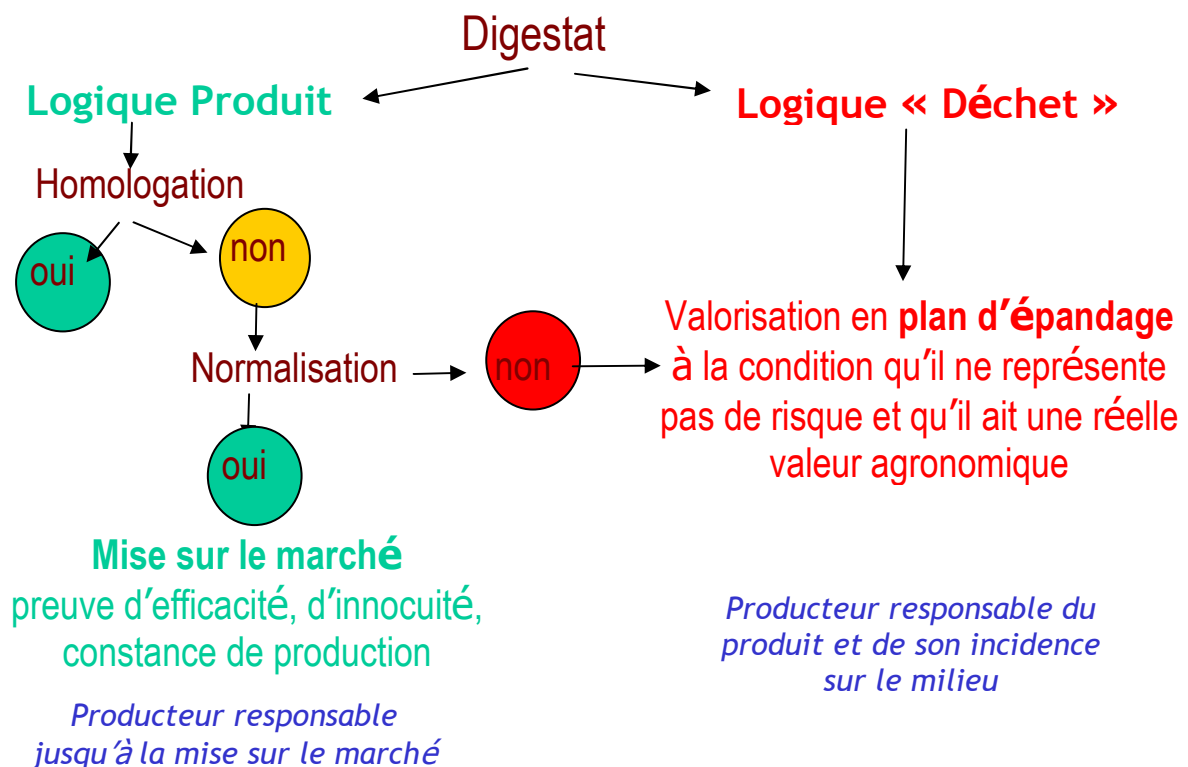 Digestat
Logique Produit
Logique « Déchet »
Homologation
oui
non
Normalisation
non
oui
Valorisation en plan d’épandage
à la condition qu’il ne représente
pas de risque et qu’il ait une réelle
valeur agronomique
Mise sur le marché
preuve d’efficacité, d’innocuité,
constance de production
Producteur responsable
jusqu’à la mise sur le marché
Producteur responsable du
produit et de son incidence
sur le milieu